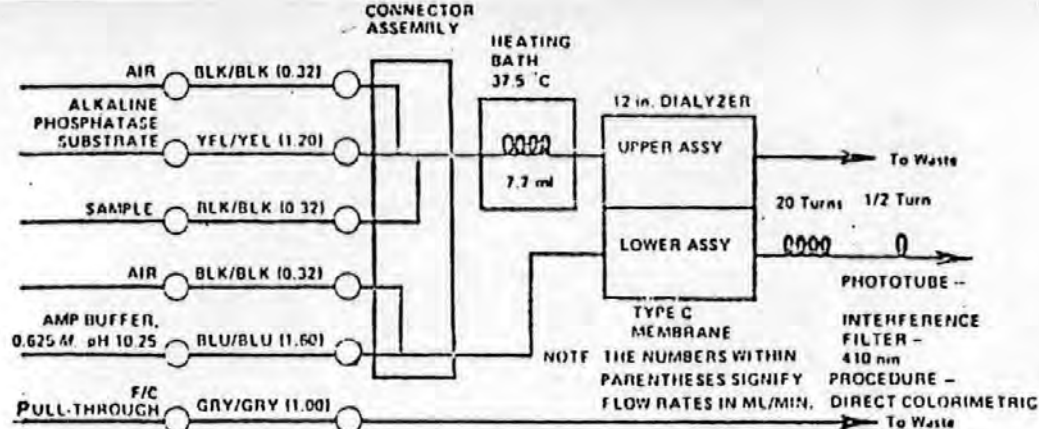 CONNECTOR
ASSEMBLY
HEATING
BATH
37.5 °C
AIR BLK/BLK (0.32)
12 in. DIALYZER
ALKALINE
PHOSPHATASE
SUBSTRATE YEL/YEL (1.20)
UPPER ASSY
To Waste
7.7 ml
20 Turns 1/2 Turn
SAMPLE BLK/BLK (0.32)
LOWER ASSY
AIR BLK/BLK (0.32)
PHOTOTUBE –
TYPE C
MEMBRANE
AMP BUFFER,
0.625 M, pH 10.25 BLU/BLU (1.60)
INTERFERENCE
FILTER –
410 nm
NOTE THE NUMBERS WITHIN
PARENTHESES SIGNIFY
FLOW RATES IN ML/MIN.
PROCEDURE –
DIRECT COLORIMETRIC
F/C
PULL-THROUGH GRY/GRY (1.00)
To Waste